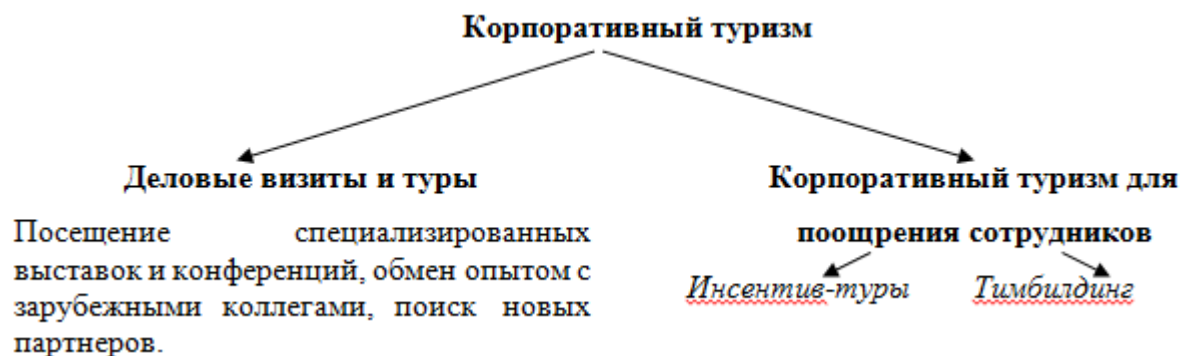 Корпоративный туризм
Деловые визиты и туры
Посещение специализированных
выставок и конференций, обмен опытом с
зарубежными коллегами, поиск новых
партнеров.
Корпоративный туризм для
поощрения сотрудников
Инсентив-туры
Тимбилдинг